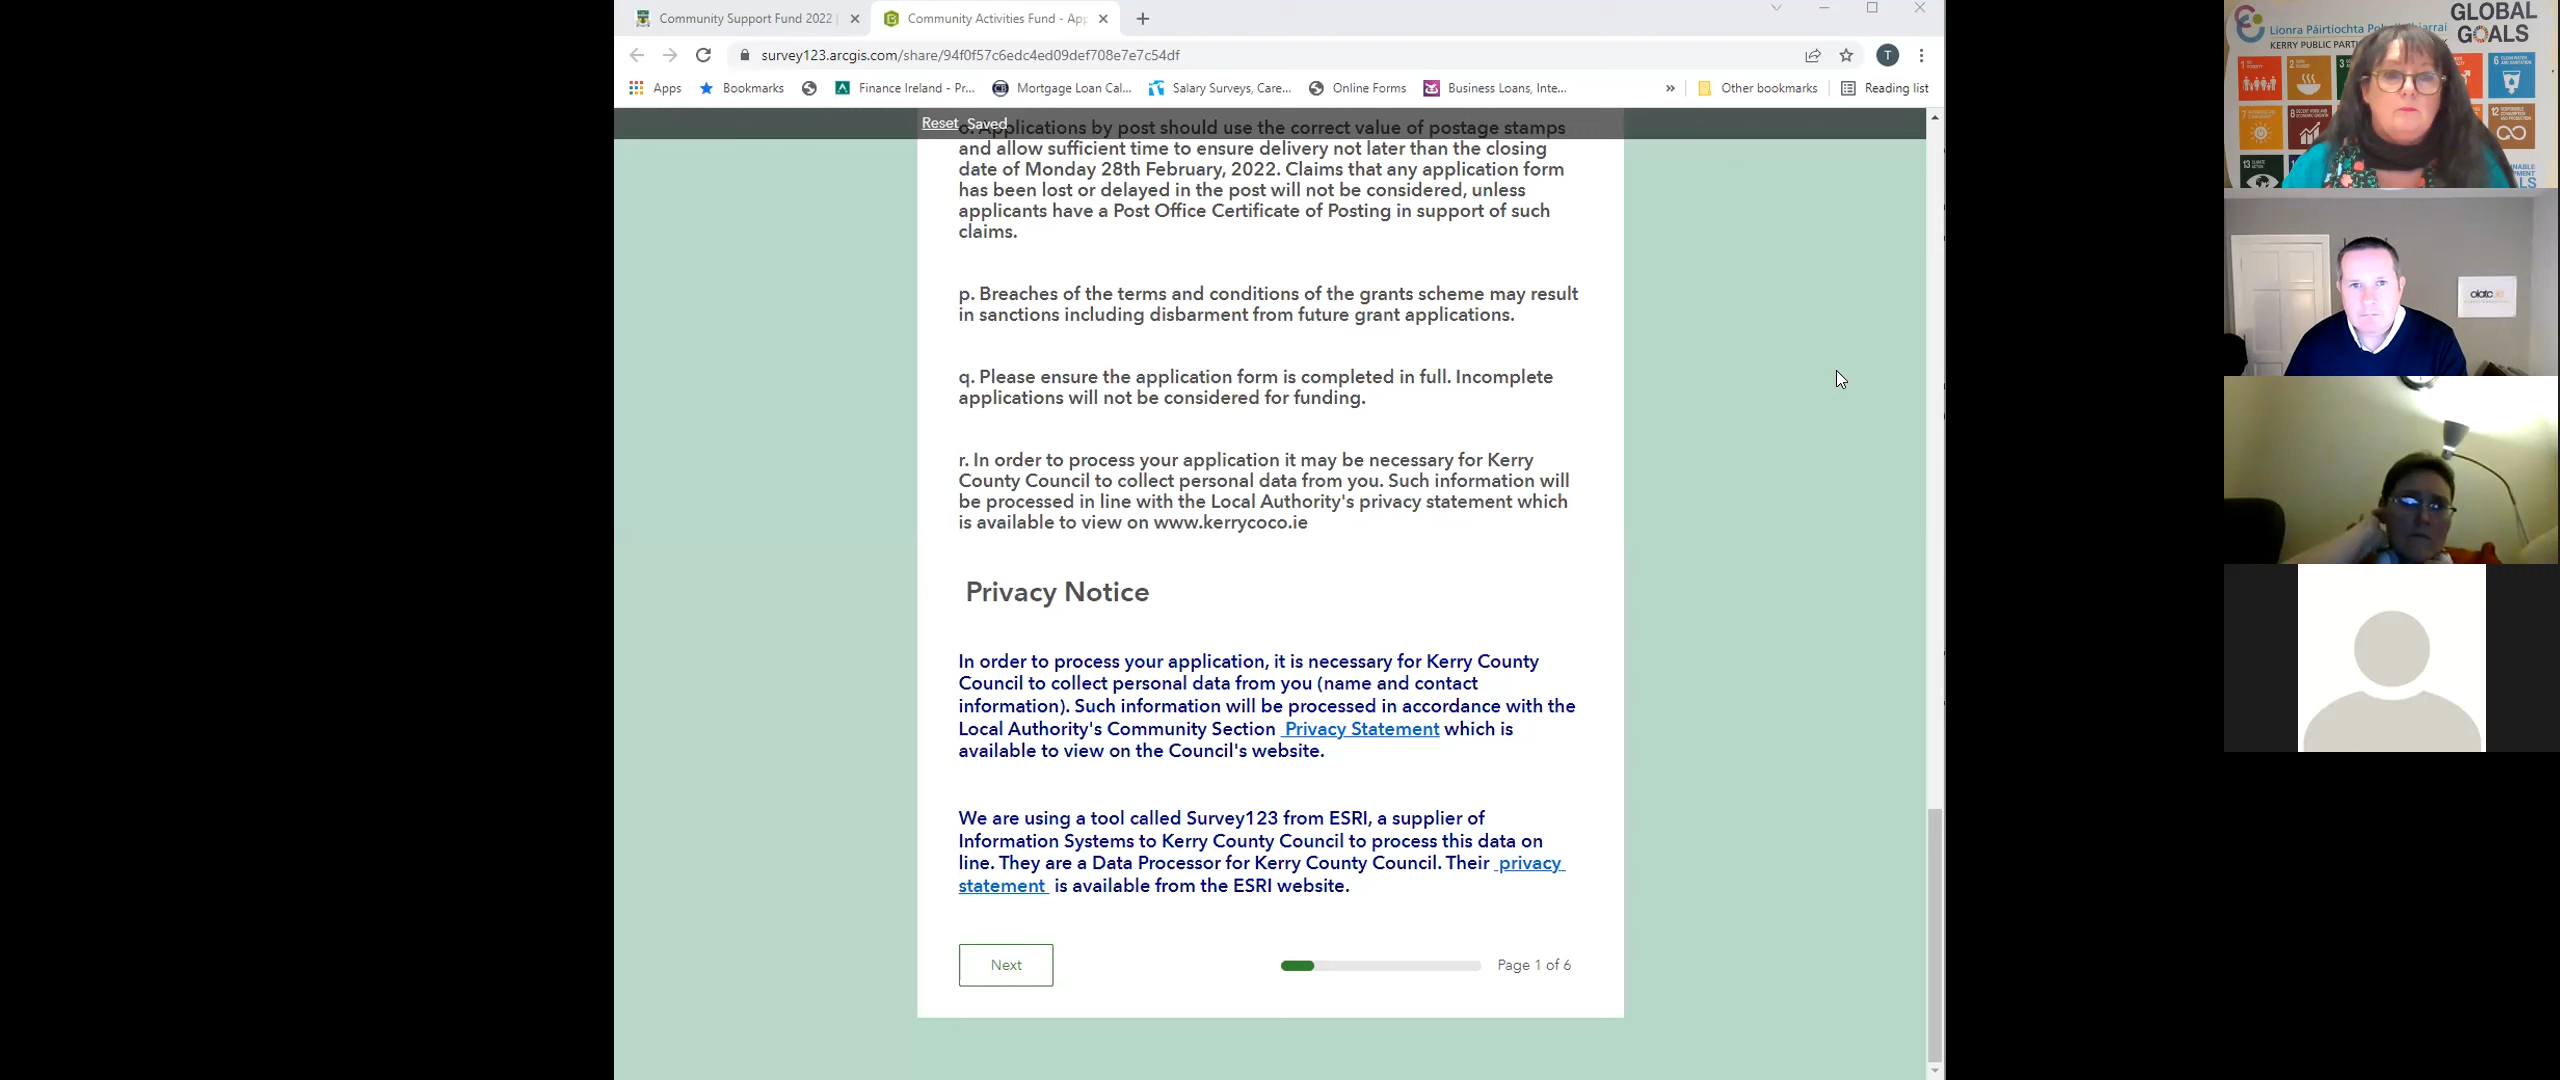 Community Support Fund 2022 |
Community Activities Fund - App
survey123.arcgis.com/share/94f0f57c6edc4ed09def708e7e7c54df
T
Apps
Bookmarks
Finance Ireland - Pr...
Mortgage Loan Cal...
Salary Surveys, Care...
Online Forms
Business Loans, Inte...
»
Other bookmarks
Reading list
Reset Saved
o. Applications by post should use the correct value of postage stamps
and allow sufficient time to ensure delivery not later than the closing
date of Monday 28th February, 2022. Claims that any application form
has been lost or delayed in the post will not be considered, unless
applicants have a Post Office Certificate of Posting in support of such
claims.
p. Breaches of the terms and conditions of the grants scheme may result
in sanctions including disbarment from future grant applications.
q. Please ensure the application form is completed in full. Incomplete
applications will not be considered for funding.
r. In order to process your application it may be necessary for Kerry
County Council to collect personal data from you. Such information will
be processed in line with the Local Authority's privacy statement which
is available to view on www.kerrycoco.ie
Privacy Notice
In order to process your application, it is necessary for Kerry County
Council to collect personal data from you (name and contact
information). Such information will be processed in accordance with the
Local Authority's Community Section Privacy Statement which is
available to view on the Council's website.
We are using a tool called Survey123 from ESRI, a supplier of
Information Systems to Kerry County Council to process this data on
line. They are a Data Processor for Kerry County Council. Their privacy
statement is available from the ESRI website.
Next
Page 1 of 6
GLOBAL
GOALS
Líonra Páirtíochta
KERRY PUBLIC